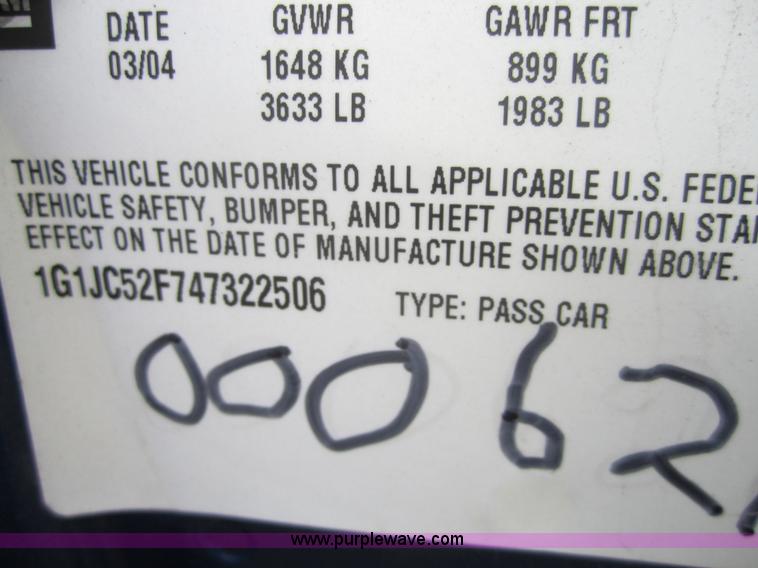 DATE GVWR GAWR FRT
03/04 1648 KG 899 KG
3633 LB 1983 LB
THIS VEHICLE CONFORMS TO ALL APPLICABLE U.S. FEDE
VEHICLE SAFETY, BUMPER, AND THEFT PREVENTION STA
EFFECT ON THE DATE OF MANUFACTURE SHOWN ABOVE.
1G1JC52F747322506 TYPE: PASS CAR
00062
www.purplewave.com